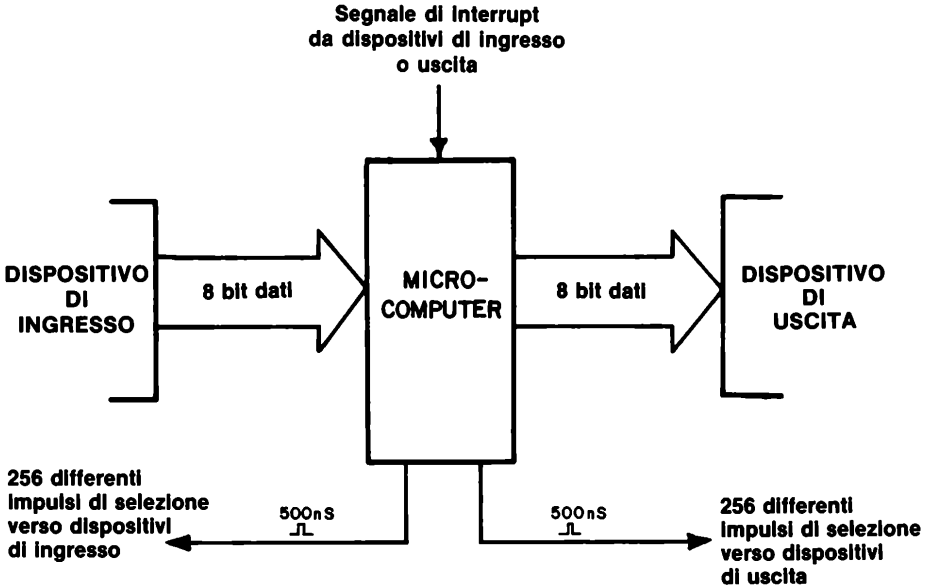 Segnale di interrupt
da dispositivi di ingresso
o uscita
DISPOSITIVO
DI
INGRESSO
8 bit dati
MICRO-
COMPUTER
8 bit dati
DISPOSITIVO
DI
USCITA
256 differenti
impulsi di selezione
verso dispositivi
di ingresso
500nS
500nS
256 differenti
impulsi di selezione
verso dispositivi
di uscita